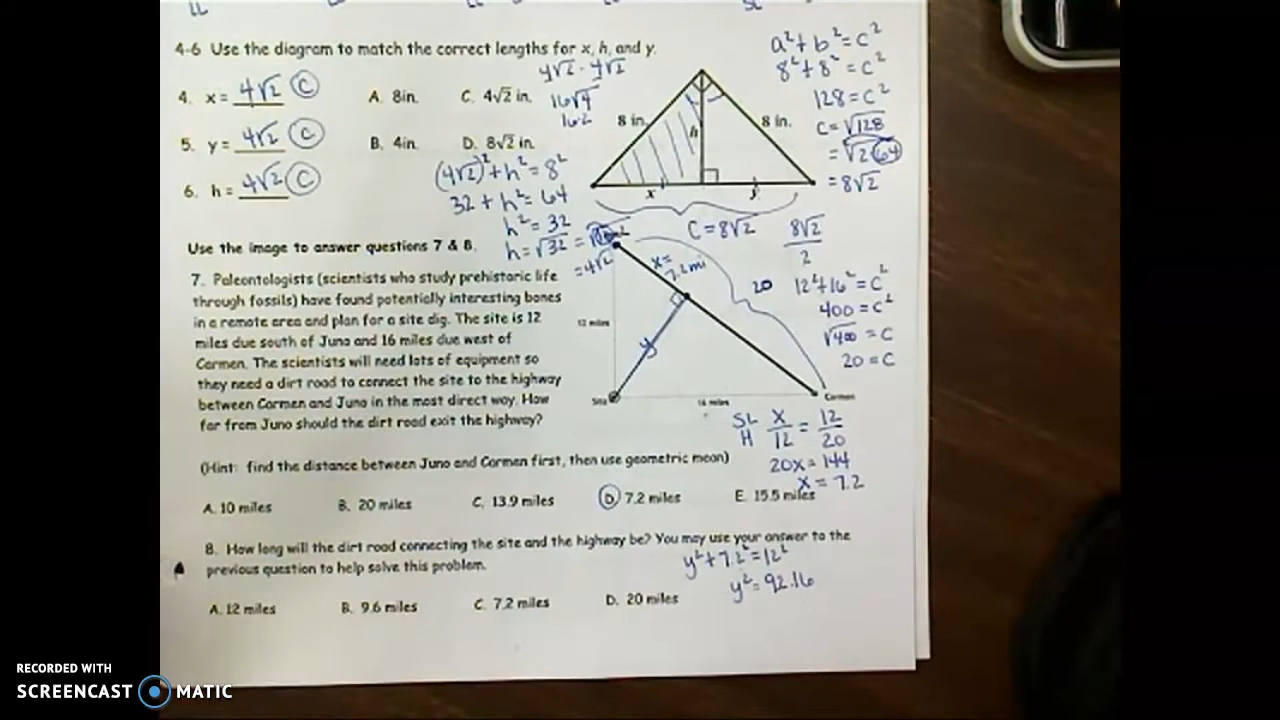 LL
SL
4-6 Use the diagram to match the correct lengths for x, h, and y.
4. x = 4√2 C
A. 8in.
C. 4√2 in.
5. y = 4√2 C
B. 4in.
D. 8√2 in.
6. h = 4√2 C
4√2 · 4√2
16√4
16·2
(4√2)² + h² = 8²
32 + h² = 64
h² = 32
h = √32 =
= 4√2
8 in.
8 in.
h
x
y
C = 8√2
8√2
2
a² + b² = c²
8² + 8² = c²
128 = c²
c = √128
= √2·64
= 8√2
Use the image to answer questions 7 & 8.
7. Paleontologists (scientists who study prehistoric life
through fossils) have found potentially interesting bones
in a remote area and plan for a site dig. The site is 12
miles due south of Juno and 16 miles due west of
Carmen. The scientists will need lots of equipment so
they need a dirt road to connect the site to the highway
between Carmen and Juno in the most direct way. How
far from Juno should the dirt road exit the highway?
x =
7.2 mi
20
12 miles
y
Site
16 miles
Carmen
12² + 16² = c²
400 = c²
√400 = c
20 = c
SL
H
x/12 = 12/20
20x = 144
x = 7.2
(Hint: find the distance between Juno and Carmen first, then use geometric mean)
A. 10 miles
B. 20 miles
C. 13.9 miles
D. 7.2 miles
E. 15.5 miles
8. How long will the dirt road connecting the site and the highway be? You may use your answer to the
previous question to help solve this problem.
y² + 7.2² = 12²
y² = 92.16
A. 12 miles
B. 9.6 miles
C. 7.2 miles
D. 20 miles
RECORDED WITH
SCREENCAST MATIC